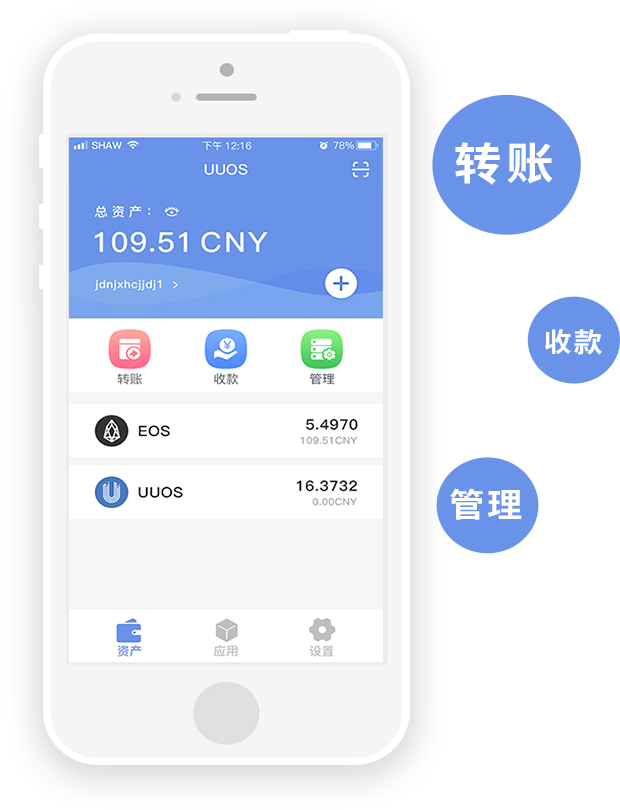 SHAW 下午 12:16 78%
UUOS
总资产：
109.51 CNY
jdnjxhcjjdj1
转账 收款 管理
EOS 5.4970
109.51CNY
UUOS 16.3732
0.00CNY
资产 应用 设置
转账
收款
管理